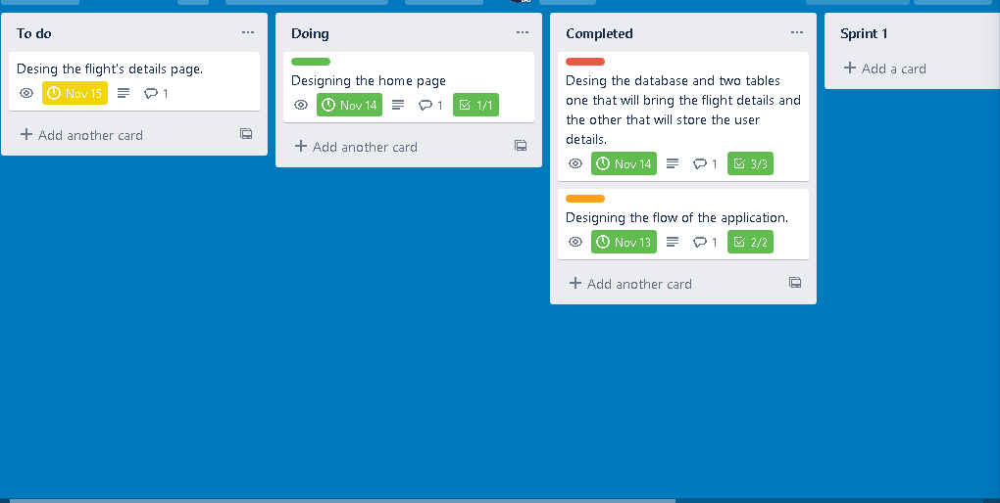 To do
Desing the flight's details page.
Nov 15 1
Add another card
Doing
Designing the home page
Nov 14 1 1/1
Add another card
Completed
Desing the database and two tables
one that will bring the flight details and
the other that will store the user
details.
Nov 14 1 3/3
Designing the flow of the application.
Nov 13 1 2/2
Add another card
Sprint 1
Add a card